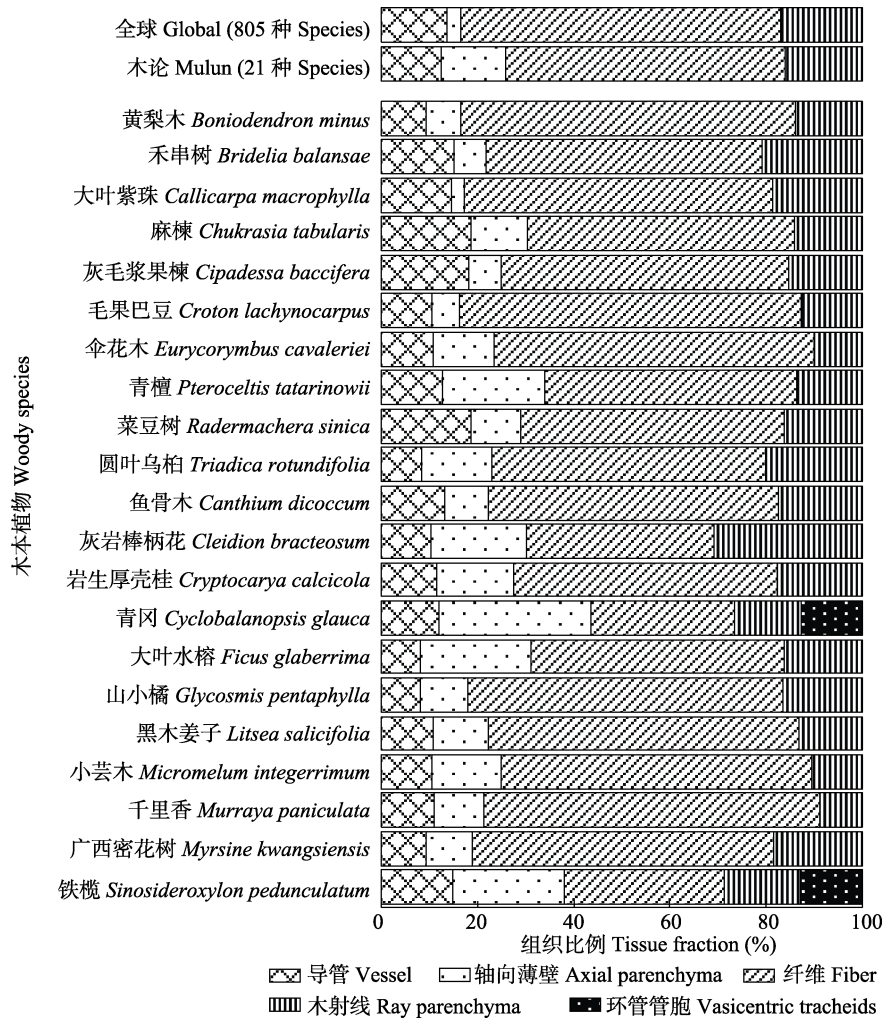 全球 Global (805 种 Species)
木论 Mulun (21 种 Species)
黄梨木 Boniodendron minus
禾串树 Bridelia balansae
大叶紫珠 Callicarpa macrophylla
麻楝 Chukrasia tabularis
灰毛浆果楝 Cipadessa baccifera
毛果巴豆 Croton lachynocarpus
伞花木 Eurycorymbus cavaleriei
青檀 Pteroceltis tatarinowii
菜豆树 Radermachera sinica
圆叶乌桕 Triadica rotundifolia
鱼骨木 Canthium dicoccum
灰岩棒柄花 Cleidion bracteosum
岩生厚壳桂 Cryptocarya calcicola
青冈 Cyclobalanopsis glauca
大叶水榕 Ficus glaberrima
山小橘 Glycosmis pentaphylla
黑木姜子 Litsea salicifolia
小芸木 Micromelum integerrimum
千里香 Murraya paniculata
广西密花树 Myrsine kwangsiensis
铁榄 Sinosideroxylon pedunculatum
木本植物 Woody species
0 20 40 60 80 100
组织比例 Tissue fraction (%)
导管 Vessel 轴向薄壁 Axial parenchyma 纤维 Fiber
木射线 Ray parenchyma 环管管胞 Vasicentric tracheids